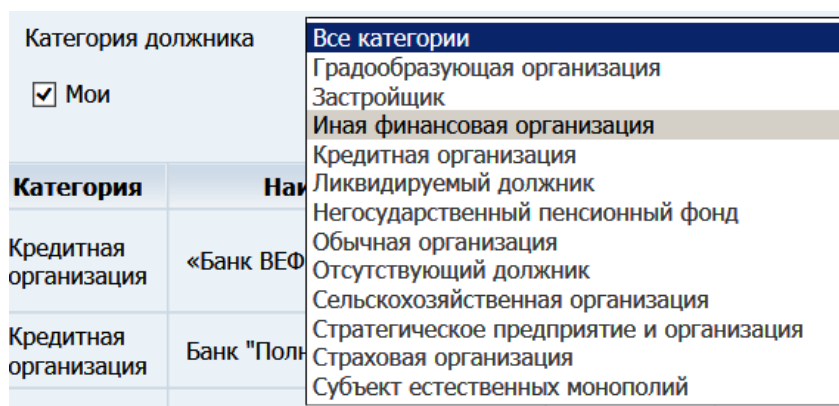 Категория должника
Все категории
Градообразующая организация
Застройщик
Иная финансовая организация
Кредитная организация
Ликвидируемый должник
Негосударственный пенсионный фонд
Обычная организация
Отсутствующий должник
Сельскохозяйственная организация
Стратегическое предприятие и организация
Страховая организация
Субъект естественных монополий
Мои
Категория
Кредитная
организация
«Банк ВЕФ
Кредитная
организация
Банк "Полн